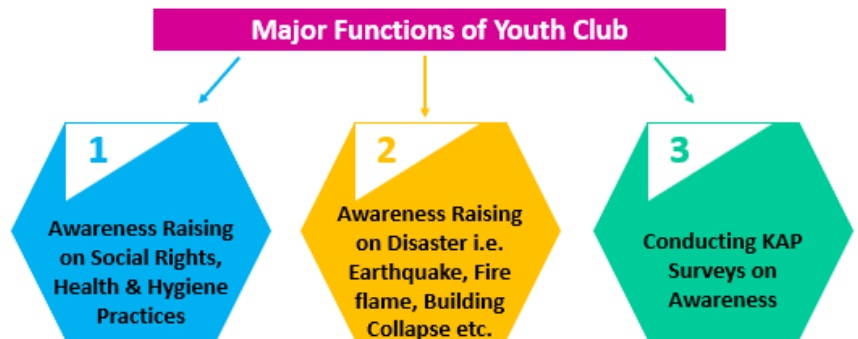 Major Functions of Youth Club
1
Awareness Raising
on Social Rights,
Health & Hygiene
Practices
2
Awareness Raising
on Disaster i.e.
Earthquake, Fire
flame, Building
Collapse etc.
3
Conducting KAP
Surveys on
Awareness